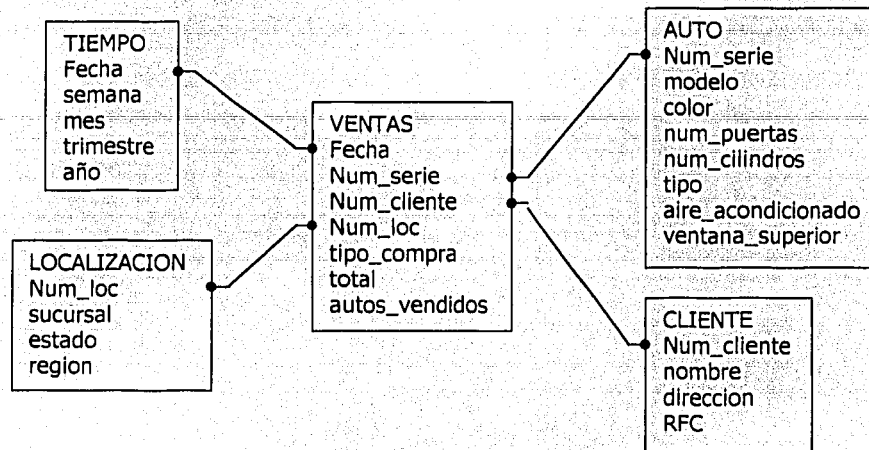 TIEMPO
Fecha
semana
mes
trimestre
año
LOCALIZACION
Num_loc
sucursal
estado
region
VENTAS
Fecha
Num_serie
Num_cliente
Num_loc
tipo_compra
total
autos_vendidos
AUTO
Num_serie
modelo
color
num_puertas
num_cilindros
tipo
aire_acondicionado
ventana_superior
CLIENTE
Num_cliente
nombre
direccion
RFC